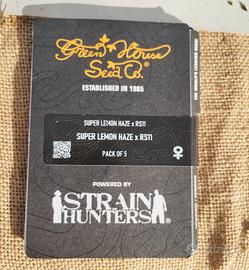 Green House
Seed Co.
ESTABLISHED IN 1985
SUPER LEMON HAZE x RS11
SUPER LEMON HAZE x RS11
PACK OF 5
POWERED BY
STRAIN
HUNTERS®